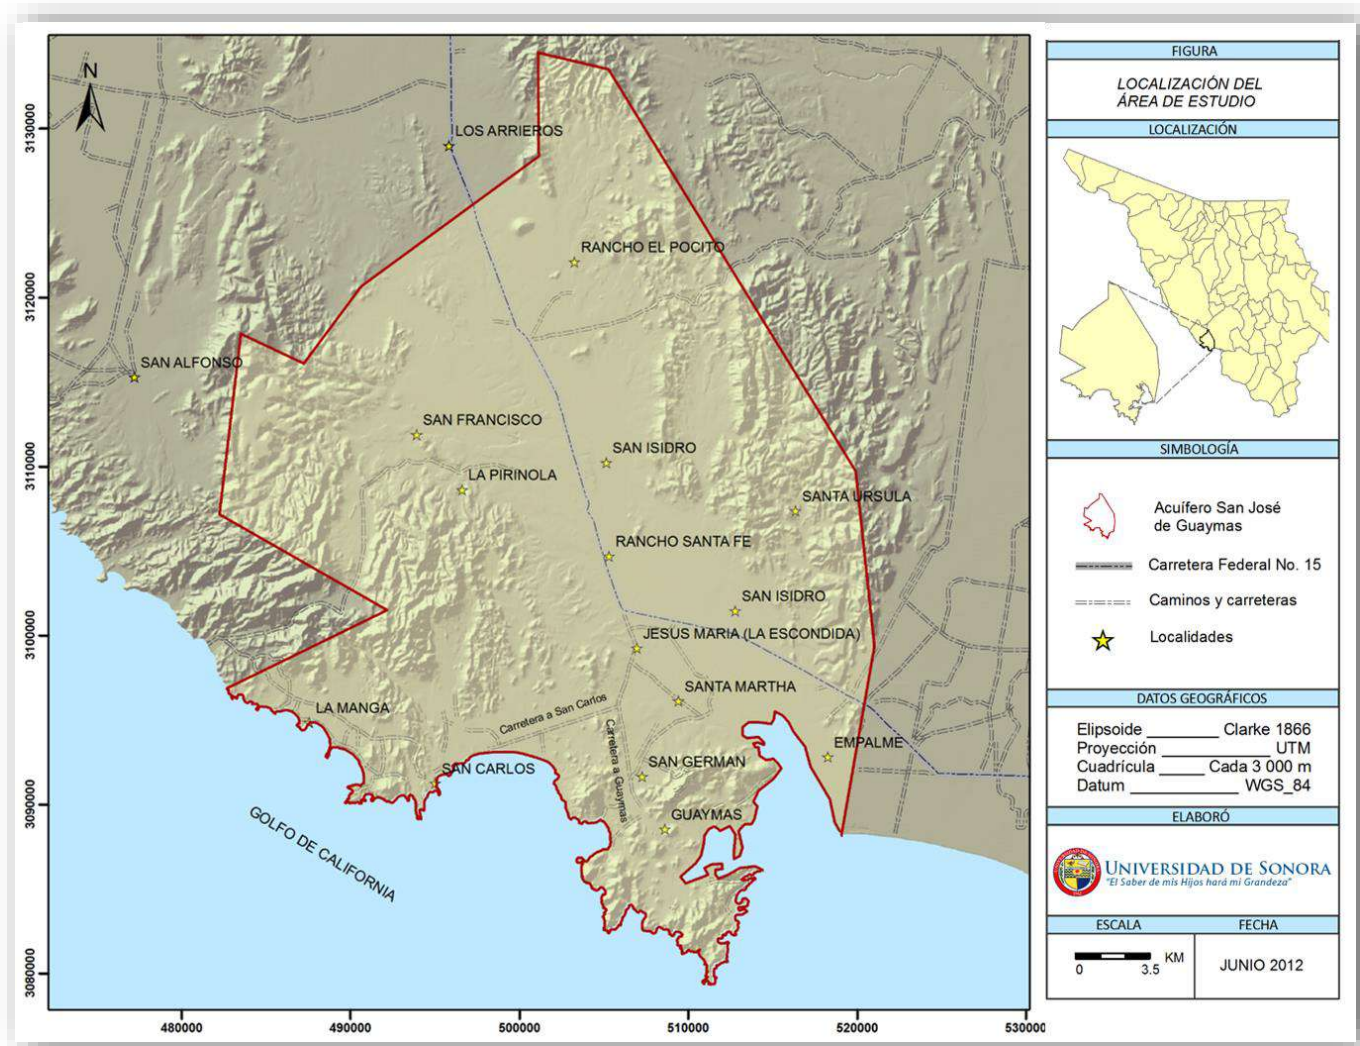 N
LOS ARRIEROS
RANCHO EL POCITO
SAN ALFONSO
SAN FRANCISCO
SAN ISIDRO
LA PIRINOLA
SANTA URSULA
RANCHO SANTA FE
SAN ISIDRO
JESUS MARIA (LA ESCONDIDA)
SANTA MARTHA
LA MANGA
Carretera a San Carlos
Carretera a Guaymas
EMPALME
SAN CARLOS
SAN GERMAN
GUAYMAS
GOLFO DE CALIFORNIA
3130000
3120000
3110000
3100000
3090000
3080000
480000
490000
500000
510000
520000
530000
FIGURA
LOCALIZACIÓN DEL
ÁREA DE ESTUDIO
LOCALIZACIÓN
SIMBOLOGÍA
Acuífero San José
de Guaymas
Carretera Federal No. 15
Caminos y carreteras
Localidades
DATOS GEOGRÁFICOS
Elipsoide ________ Clarke 1866
Proyección ____________ UTM
Cuadrícula _____ Cada 3 000 m
Datum ____________ WGS_84
ELABORÓ
UNIVERSIDAD DE SONORA
"El Saber de mis Hijos hará mi Grandeza"
ESCALA
0 3.5 KM
FECHA
JUNIO 2012